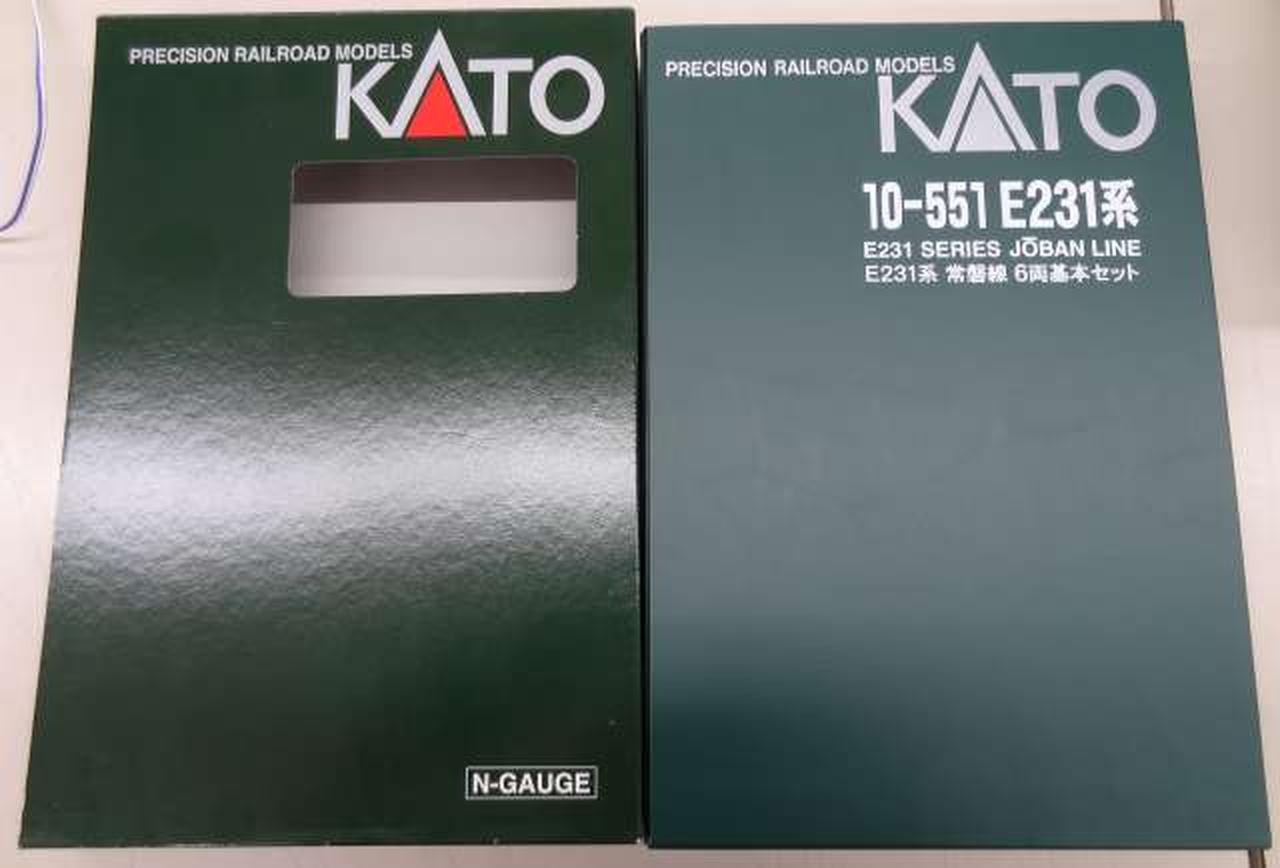 PRECISION RAILROAD MODELS
KATO
N-GAUGE
PRECISION RAILROAD MODELS
KATO
10-551 E231系
E231 SERIES JŌBAN LINE
E231系 常磐線 6両基本セット